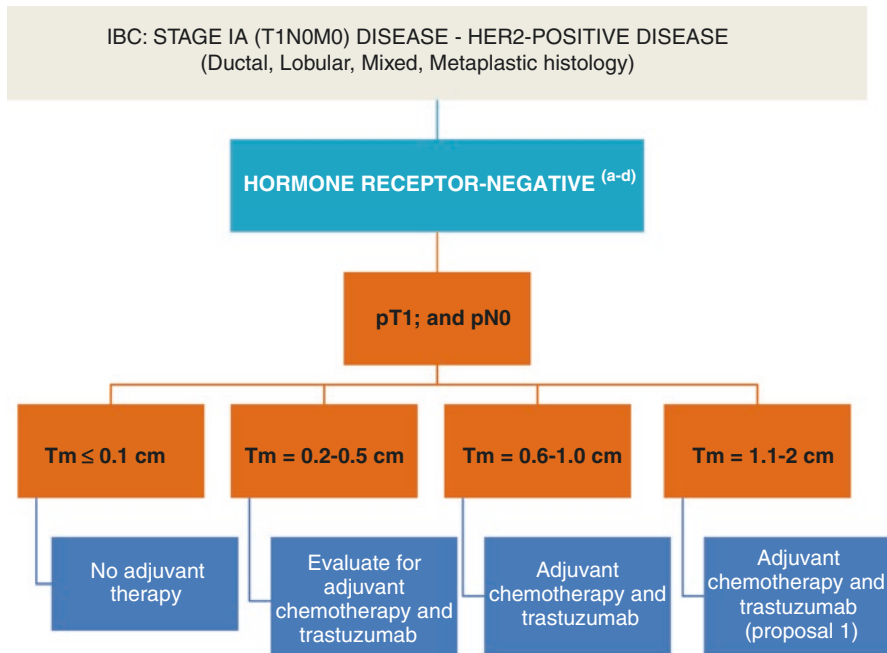 IBC: STAGE IA (T1N0M0) DISEASE - HER2-POSITIVE DISEASE
(Ductal, Lobular, Mixed, Metaplastic histology)
HORMONE RECEPTOR-NEGATIVE (a-d)
pT1; and pN0
Tm ≤ 0.1 cm
Tm = 0.2-0.5 cm
Tm = 0.6-1.0 cm
Tm = 1.1-2 cm
No adjuvant
therapy
Evaluate for
adjuvant
chemotherapy and
trastuzumab
Adjuvant
chemotherapy and
trastuzumab
Adjuvant
chemotherapy and
trastuzumab
(proposal 1)